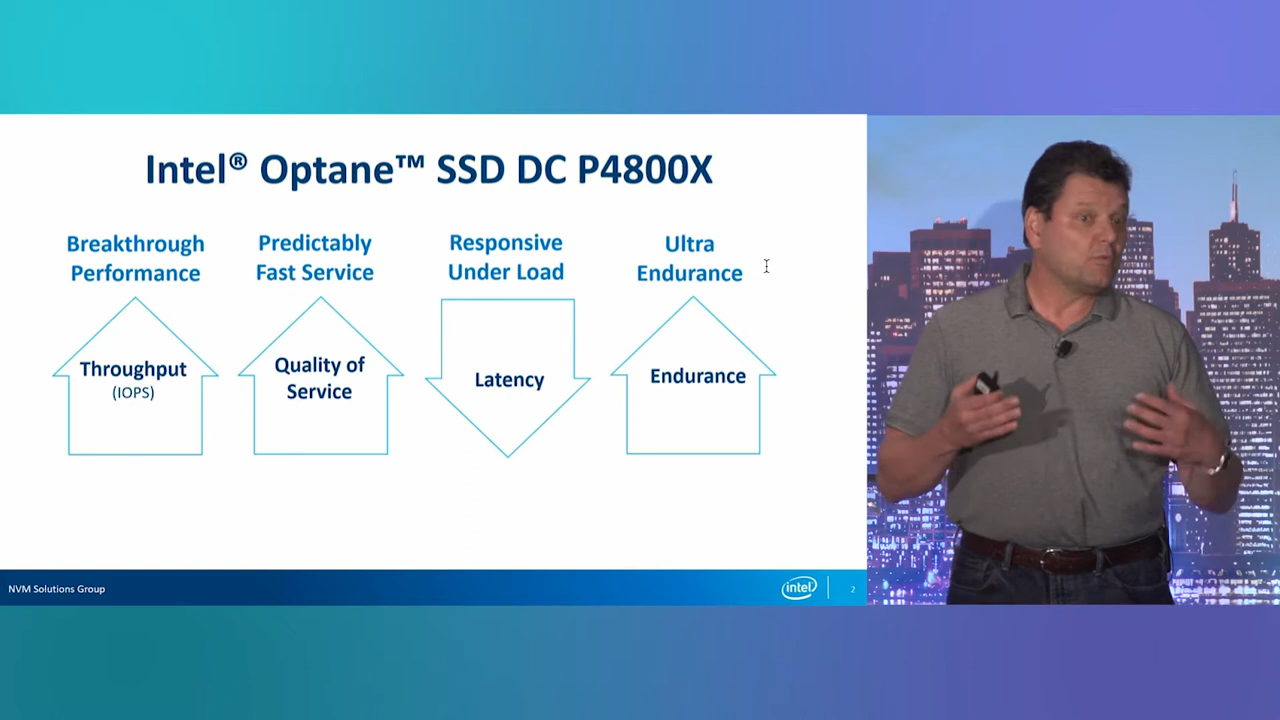 Intel® Optane™ SSD DC P4800X
Breakthrough
Performance
Predictably
Fast Service
Responsive
Under Load
Ultra
Endurance
Throughput
(IOPS)
Quality of
Service
Latency
Endurance
NVM Solutions Group
intel
2